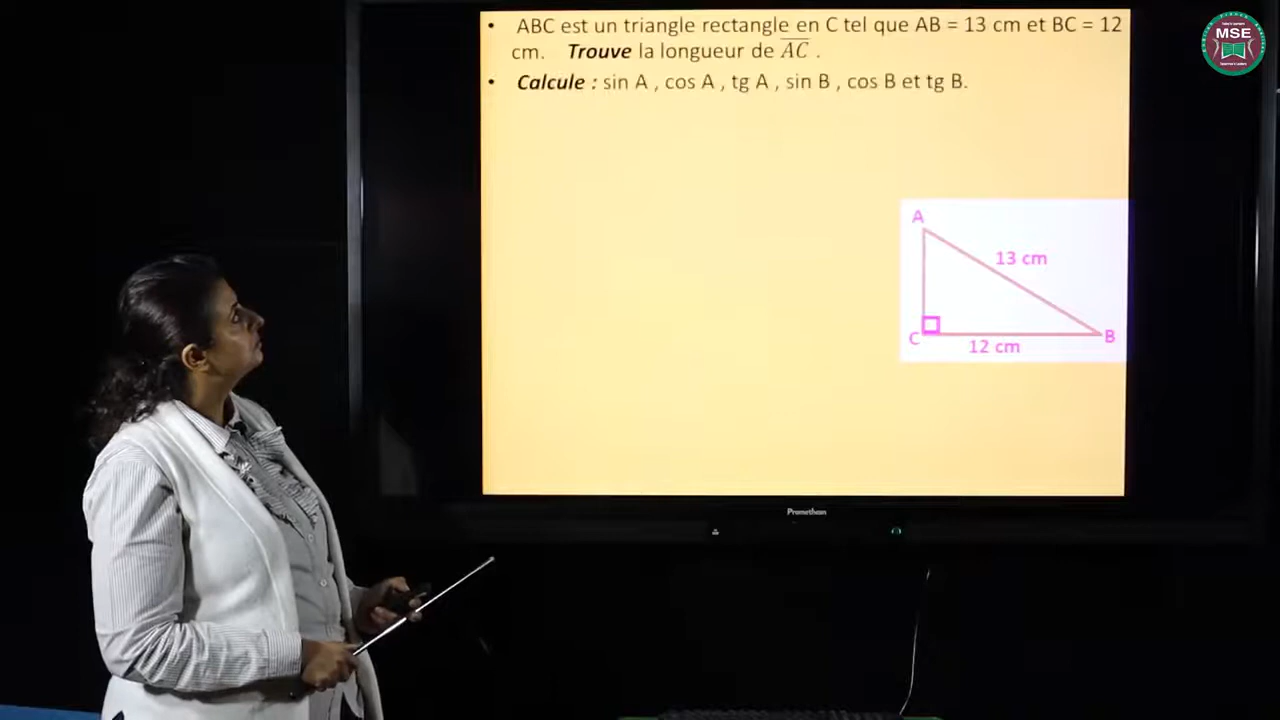 • ABC est un triangle rectangle en C tel que AB = 13 cm et BC = 12
cm. Trouve la longueur de A͞C .
• Calcule : sin A , cos A , tg A , sin B , cos B et tg B.
A
13 cm
C
B
12 cm
Promethean
MSE